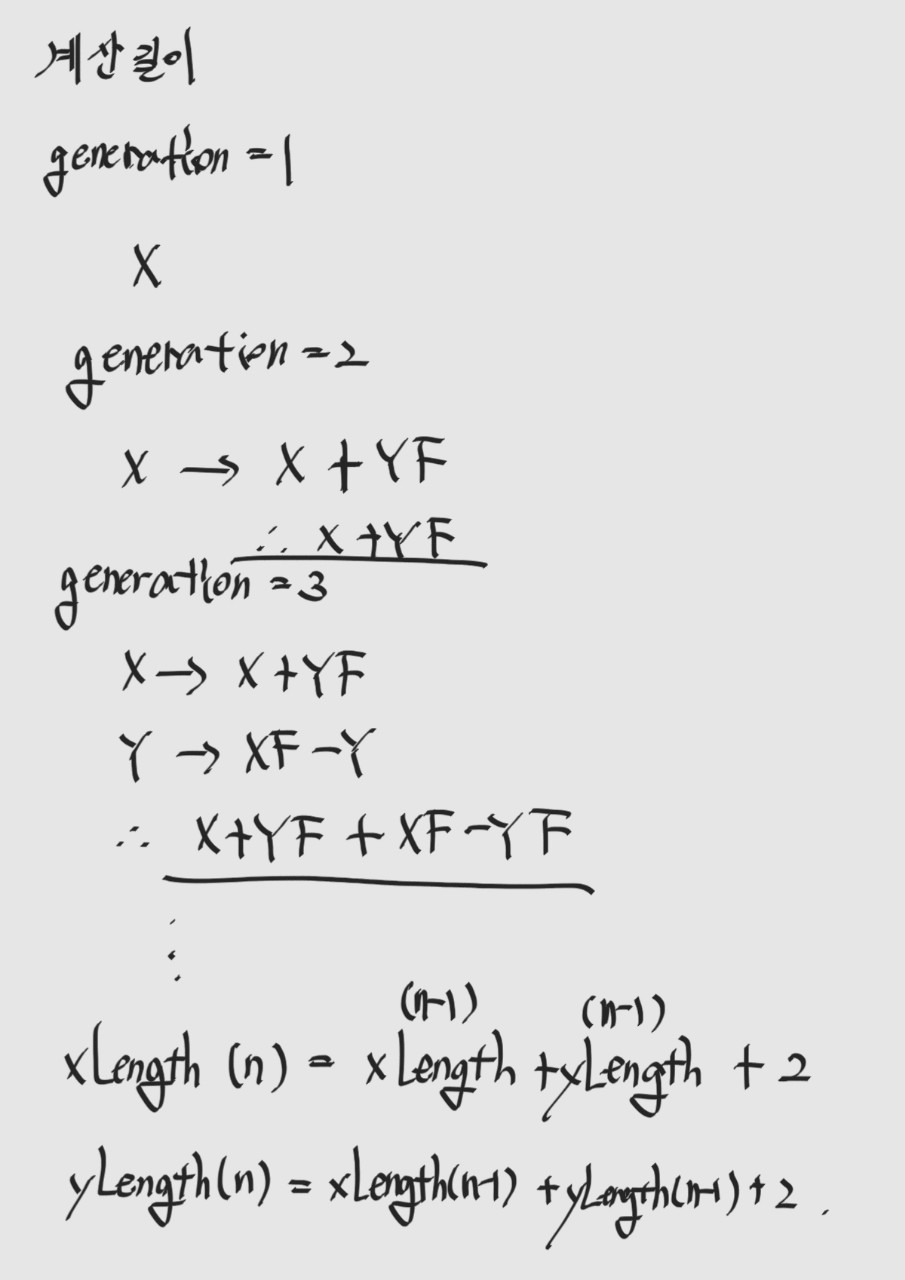 계산길이
generation = 1
X
generation = 2
X → X + YF
∴ X + YF
generation = 3
X → X + YF
Y → XF - Y
∴ X + YF + XF - YF
⋮
(n-1) (n-1)
xLength (n) = xLength + yLength + 2
yLength(n) = xLength(n-1) + yLength(n-1) + 2 .